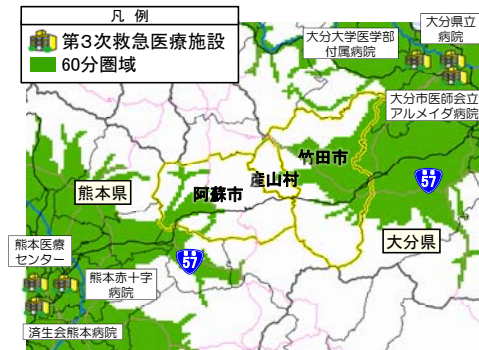 凡 例
第3次救急医療施設
60分圏域
大分大学医学部
付属病院
大分県立
病院
大分市医師会立
アルメイダ病院
竹田市
産山村
阿蘇市
熊本県
57
大分県
熊本医療
センター
57
熊本赤十字
病院
済生会熊本病院